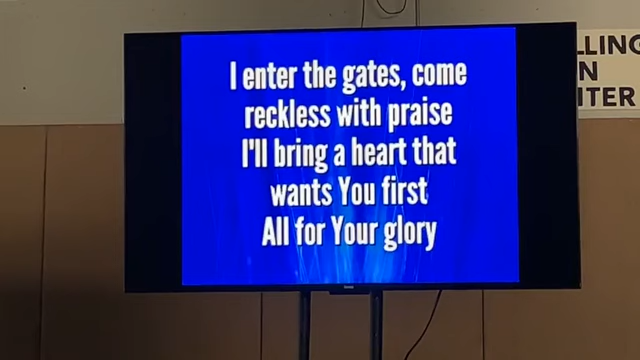 I enter the gates, come
reckless with praise
I'll bring a heart that
wants You first
All for Your glory
LLING
N
ITER